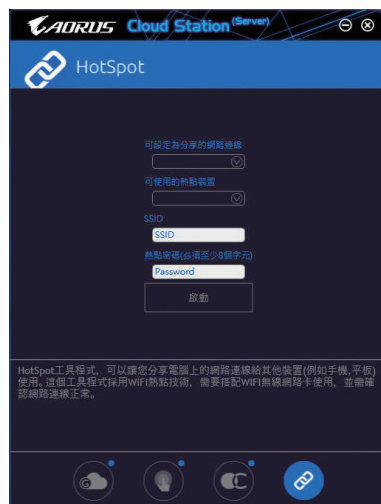 AORUS Cloud Station (Server)
HotSpot
可設定為分享的網路連線
可使用的熱點裝置
SSID
SSID
熱點密碼(必須至少8個字元)
Password
啟動
HotSpot工具程式，可以讓您分享電腦上的網路連線給其他裝置(例如手機,平板)
使用。這個工具程式採用WiFi熱點技術，需要搭配WIFI無線網路卡使用，並需確
認網路連線正常。
G